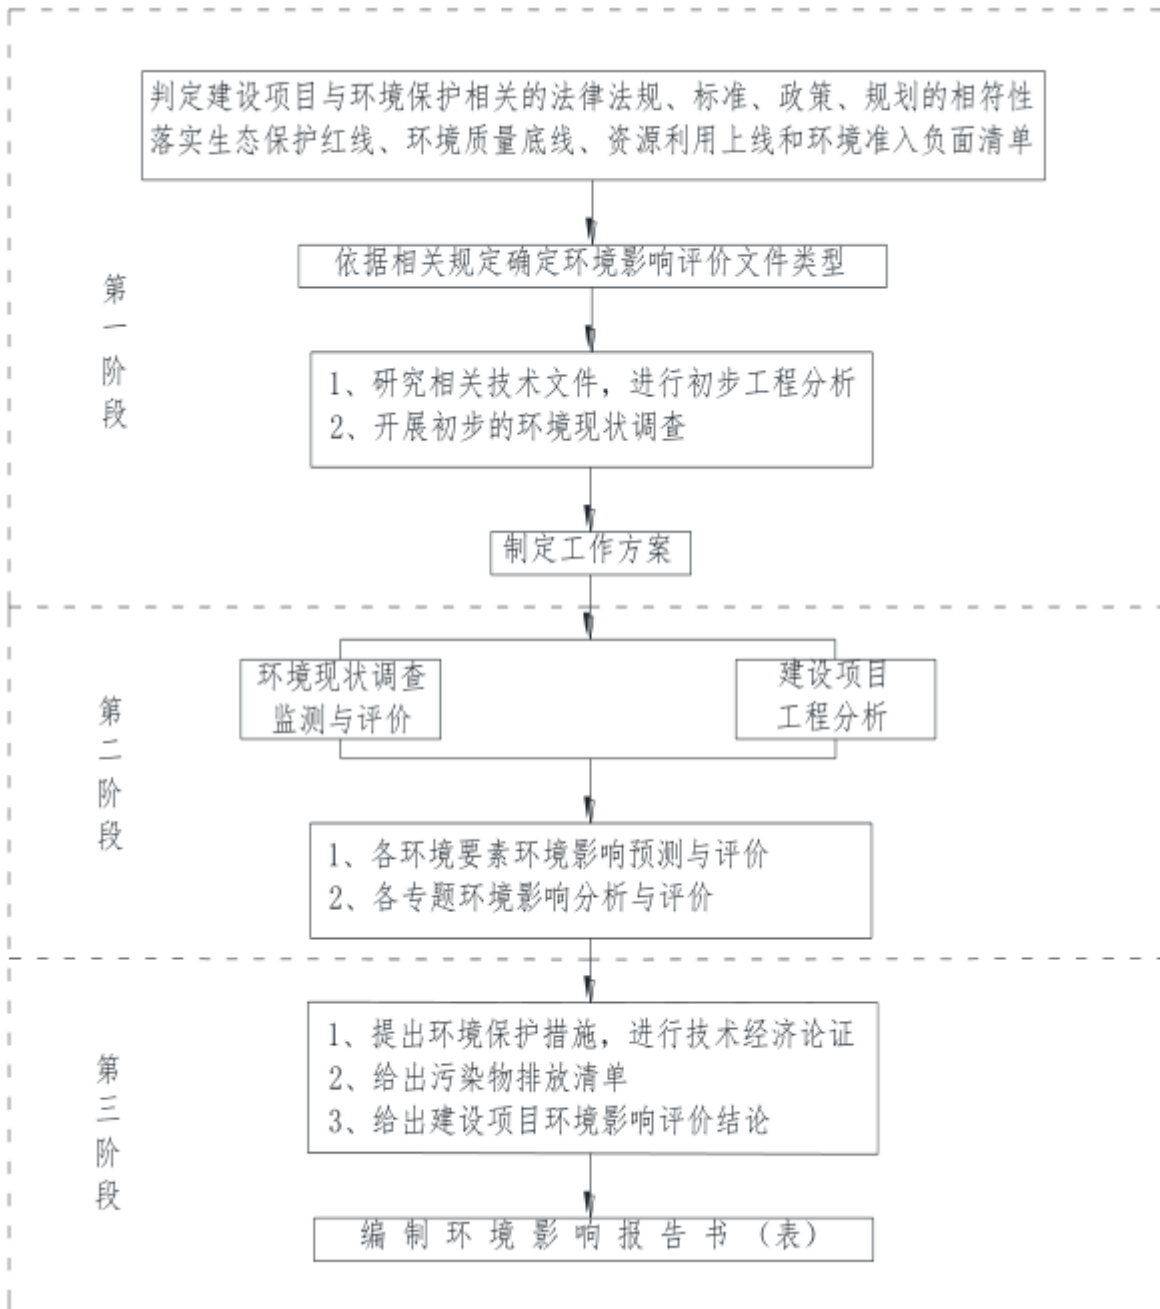 判定建设项目与环境保护相关的法律法规、标准、政策、规划的相符性
落实生态保护红线、环境质量底线、资源利用上线和环境准入负面清单
依据相关规定确定环境影响评价文件类型
第一阶段
1、研究相关技术文件，进行初步工程分析
2、开展初步的环境现状调查
制定工作方案
环境现状调查
监测与评价
建设项目
工程分析
第二阶段
1、各环境要素环境影响预测与评价
2、各专题环境影响分析与评价
1、提出环境保护措施，进行技术经济论证
2、给出污染物排放清单
3、给出建设项目环境影响评价结论
第三阶段
编制环境影响报告书（表）